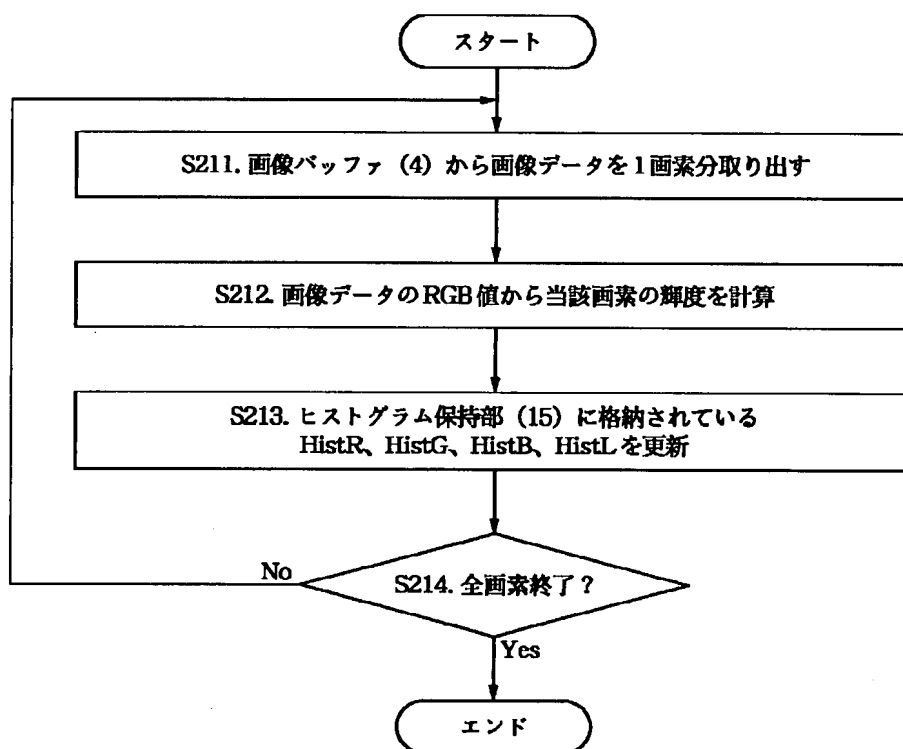 スタート
S211. 画像バッファ（4）から画像データを1画素分取り出す
S212. 画像データのRGB値から当該画素の輝度を計算
S213. ヒストグラム保持部（15）に格納されている
HistR、HistG、HistB、HistLを更新
S214. 全画素終了？
No
Yes
エンド